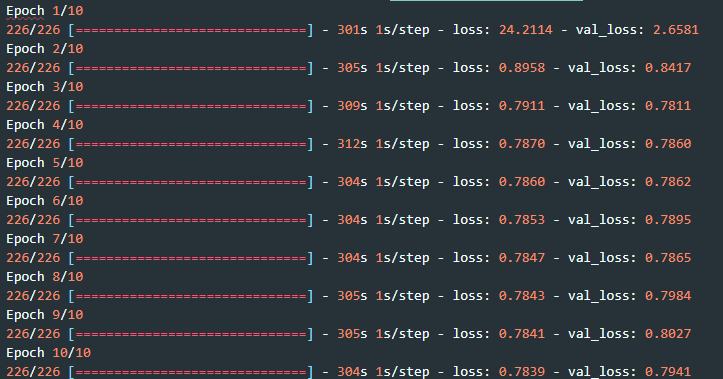 Epoch 1/10
226/226 [==============================] - 301s 1s/step - loss: 24.2114 - val_loss: 2.6581
Epoch 2/10
226/226 [==============================] - 305s 1s/step - loss: 0.8958 - val_loss: 0.8417
Epoch 3/10
226/226 [==============================] - 309s 1s/step - loss: 0.7911 - val_loss: 0.7811
Epoch 4/10
226/226 [==============================] - 312s 1s/step - loss: 0.7870 - val_loss: 0.7860
Epoch 5/10
226/226 [==============================] - 304s 1s/step - loss: 0.7860 - val_loss: 0.7862
Epoch 6/10
226/226 [==============================] - 304s 1s/step - loss: 0.7853 - val_loss: 0.7895
Epoch 7/10
226/226 [==============================] - 304s 1s/step - loss: 0.7847 - val_loss: 0.7865
Epoch 8/10
226/226 [==============================] - 305s 1s/step - loss: 0.7843 - val_loss: 0.7984
Epoch 9/10
226/226 [==============================] - 305s 1s/step - loss: 0.7841 - val_loss: 0.8027
Epoch 10/10
226/226 [==============================] - 304s 1s/step - loss: 0.7839 - val_loss: 0.7941